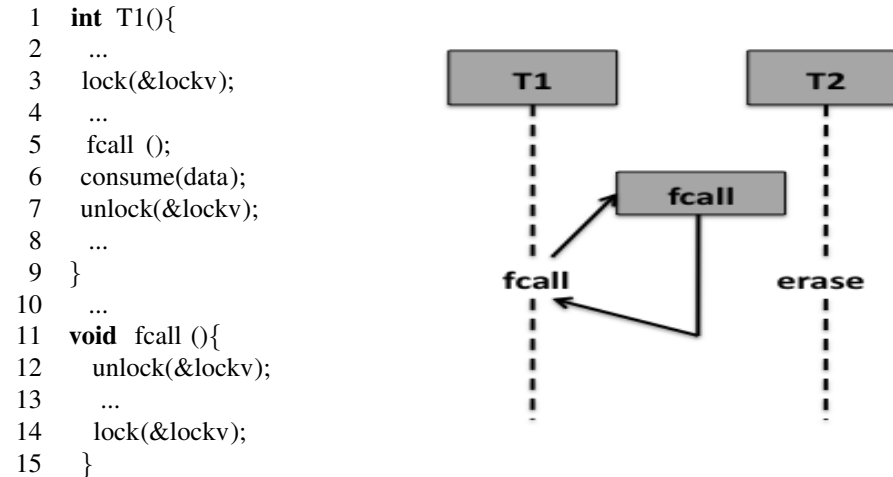 1 int T1(){
2 ...
3 lock(&lockv);
4 ...
5 fcall ();
6 consume(data);
7 unlock(&lockv);
8 ...
9 }
10 ...
11 void fcall (){
12 unlock(&lockv);
13 ...
14 lock(&lockv);
15 }
T1 T2
fcall
fcall erase